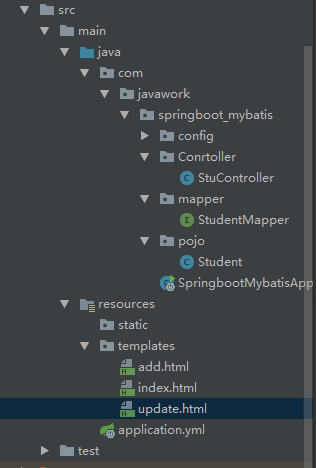 src
main
java
com
javawork
springboot_mybatis
config
Conrtoller
StuController
mapper
StudentMapper
pojo
Student
SpringbootMybatisApp
resources
static
templates
add.html
index.html
update.html
application.yml
test